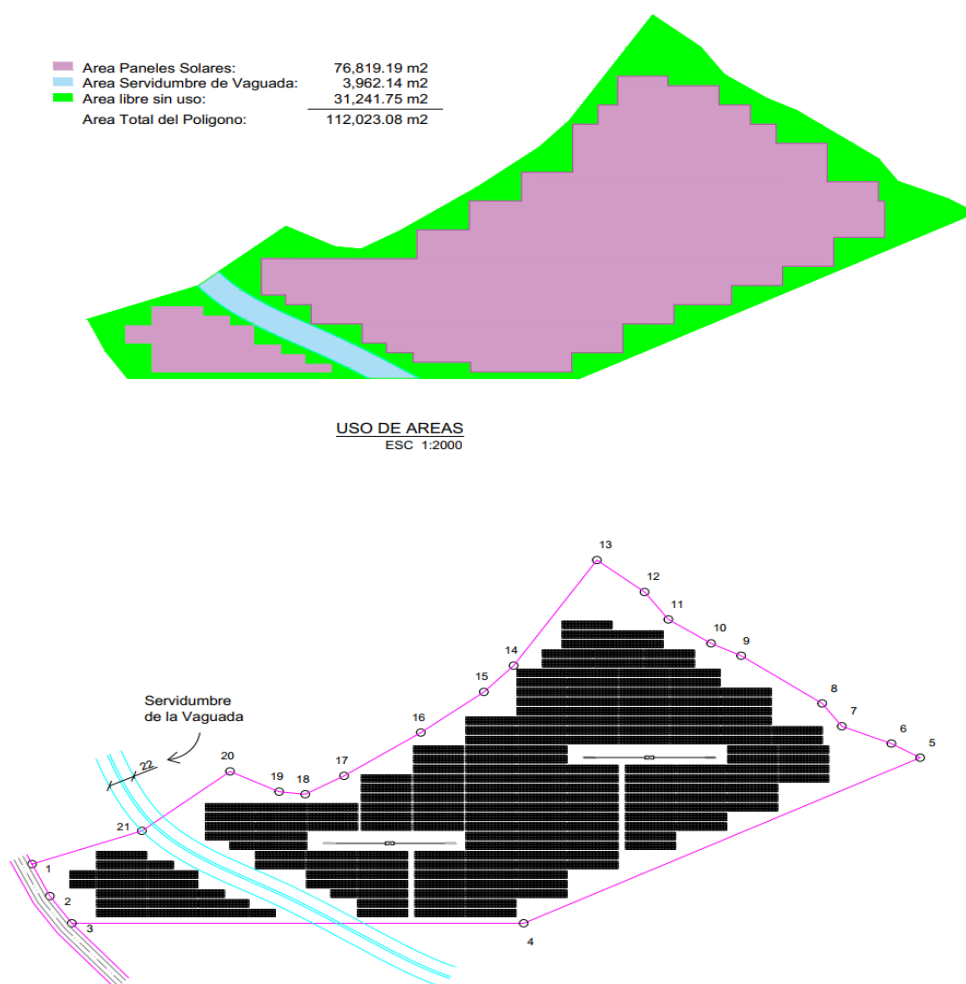 Area Paneles Solares: 76,819.19 m2
Area Servidumbre de Vaguada: 3,962.14 m2
Area libre sin uso: 31,241.75 m2
Area Total del Poligono: 112,023.08 m2
USO DE AREAS
ESC 1:2000
13
12
11
10
9
14
15
8
Servidumbre
de la Vaguada
7
16
6
5
22
20
17
19
18
21
1
2
3
4